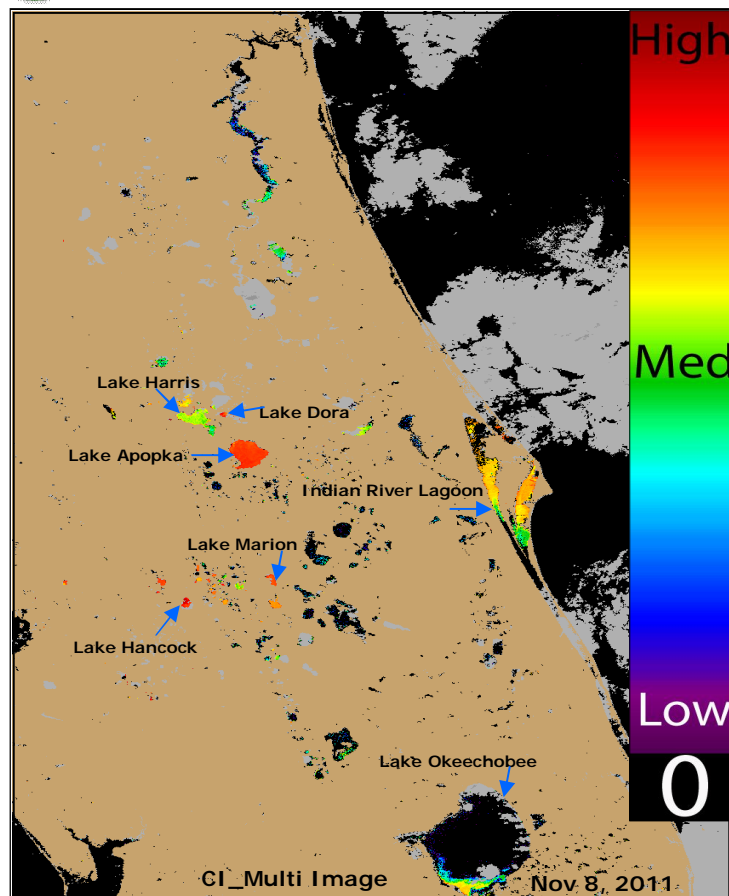 High
Med
Lake Harris
Lake Dora
Lake Apopka
Indian River Lagoon
Lake Marion
Lake Hancock
Low
Lake Okeechobee
0
CI_Multi Image
Nov 8, 2011